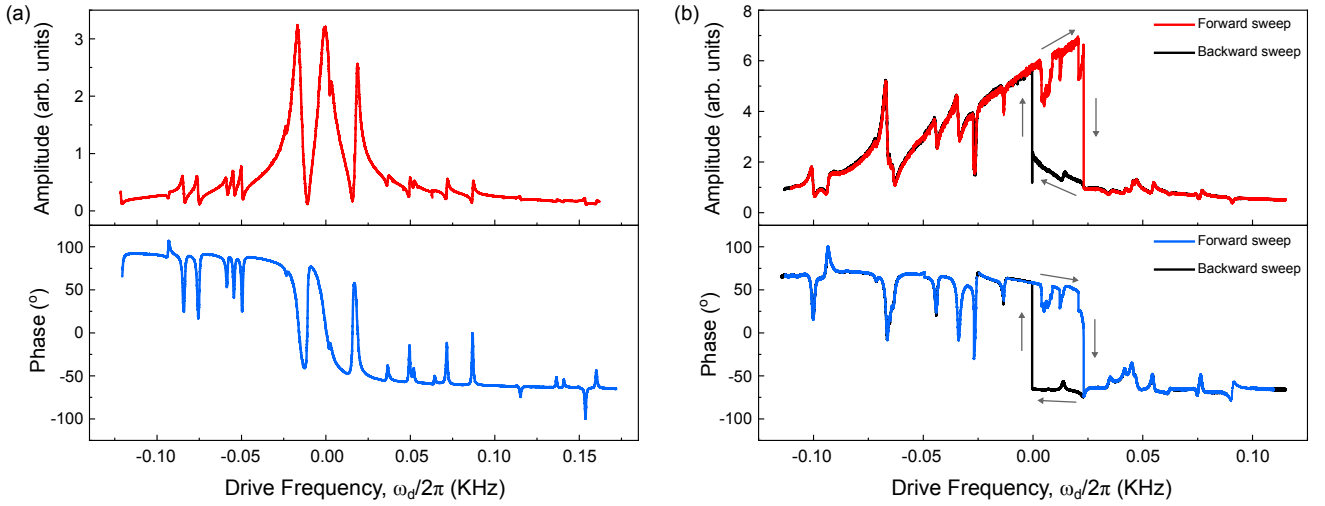 (a)
Amplitude (arb. units)
3
2
1
0
Phase (°)
100
50
0
-50
-100
-0.10
-0.05
0.00
0.05
0.10
0.15
Drive Frequency, ωd/2π (KHz)
(b)
Amplitude (arb. units)
8
6
4
2
0
Forward sweep
Backward sweep
Phase (°)
100
50
0
-50
-100
Forward sweep
Backward sweep
-0.10
-0.05
0.00
0.05
0.10
Drive Frequency, ωd/2π (KHz)